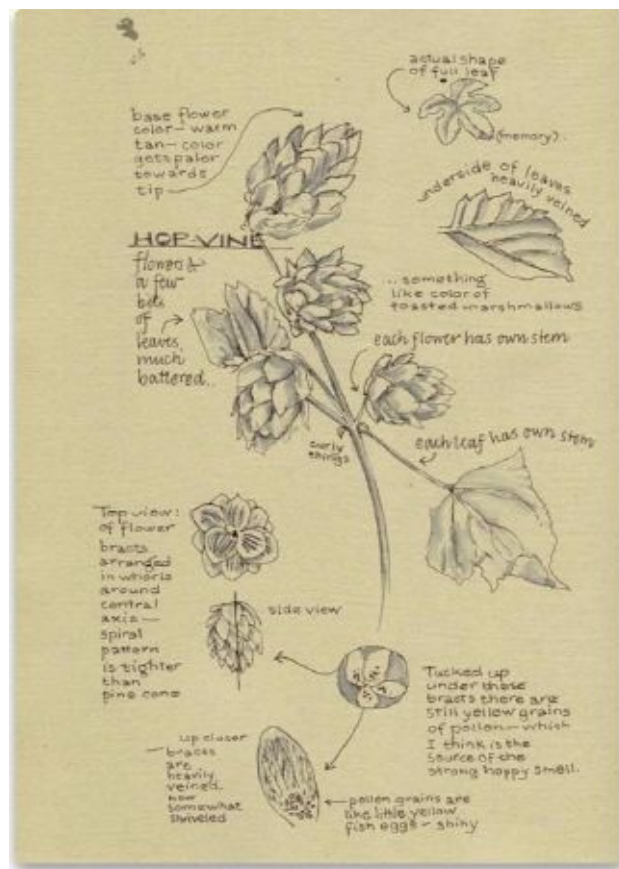 actual shape
of full leaf
(memory).
base flower
color - warm
tan - color
gets paler
towards
tip
underside of leaves
heavily veined
HOP-VINE
flowers &
a few
bits
of
leaves,
much
battered...
...something
like color of
toasted marshmallows
each flower has own stem
curly
things
each leaf has own stem
Top view:
of flower
bracts
arranged
in whorls
around
central
axis —
spiral
pattern
is tighter
than
pine cone
side view
Tucked up
under these
bracts there are
still yellow grains
of pollen - which
I think is the
source of the
strong hoppy smell.
up closer
bracts
are
heavily
veined.
now
somewhat
shriveled
pollen grains are
like little yellow
fish eggs - shiny